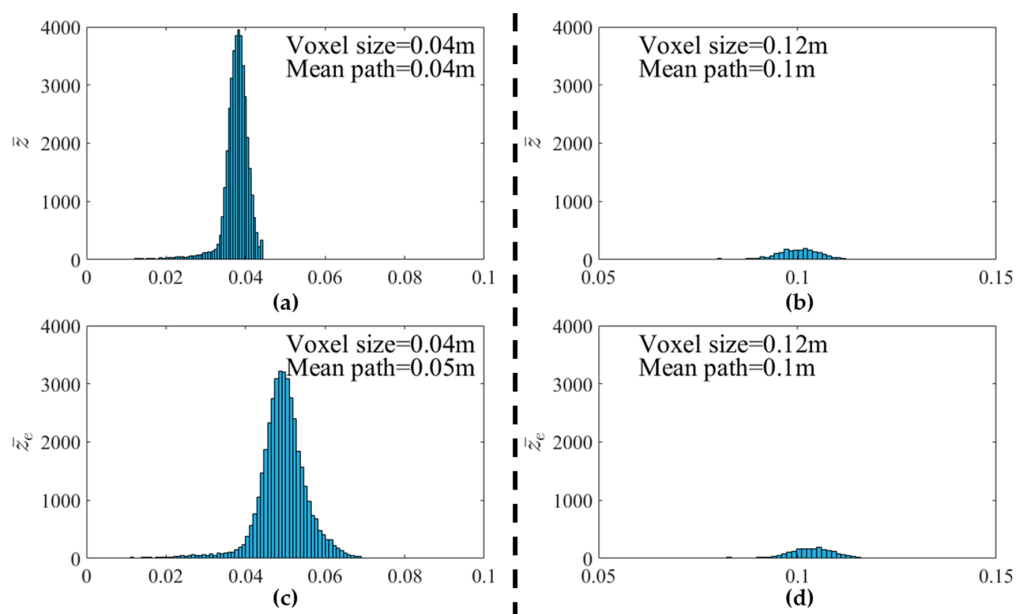 4000
3000
2000
1000
0
z̄
Voxel size=0.04m
Mean path=0.04m
0 0.02 0.04 0.06 0.08 0.1
(a)
4000
3000
2000
1000
0
z̄
Voxel size=0.12m
Mean path=0.1m
0.05 0.1 0.15
(b)
4000
3000
2000
1000
0
z̄e
Voxel size=0.04m
Mean path=0.05m
0 0.02 0.04 0.06 0.08 0.1
(c)
4000
3000
2000
1000
0
z̄e
Voxel size=0.12m
Mean path=0.1m
0.05 0.1 0.15
(d)